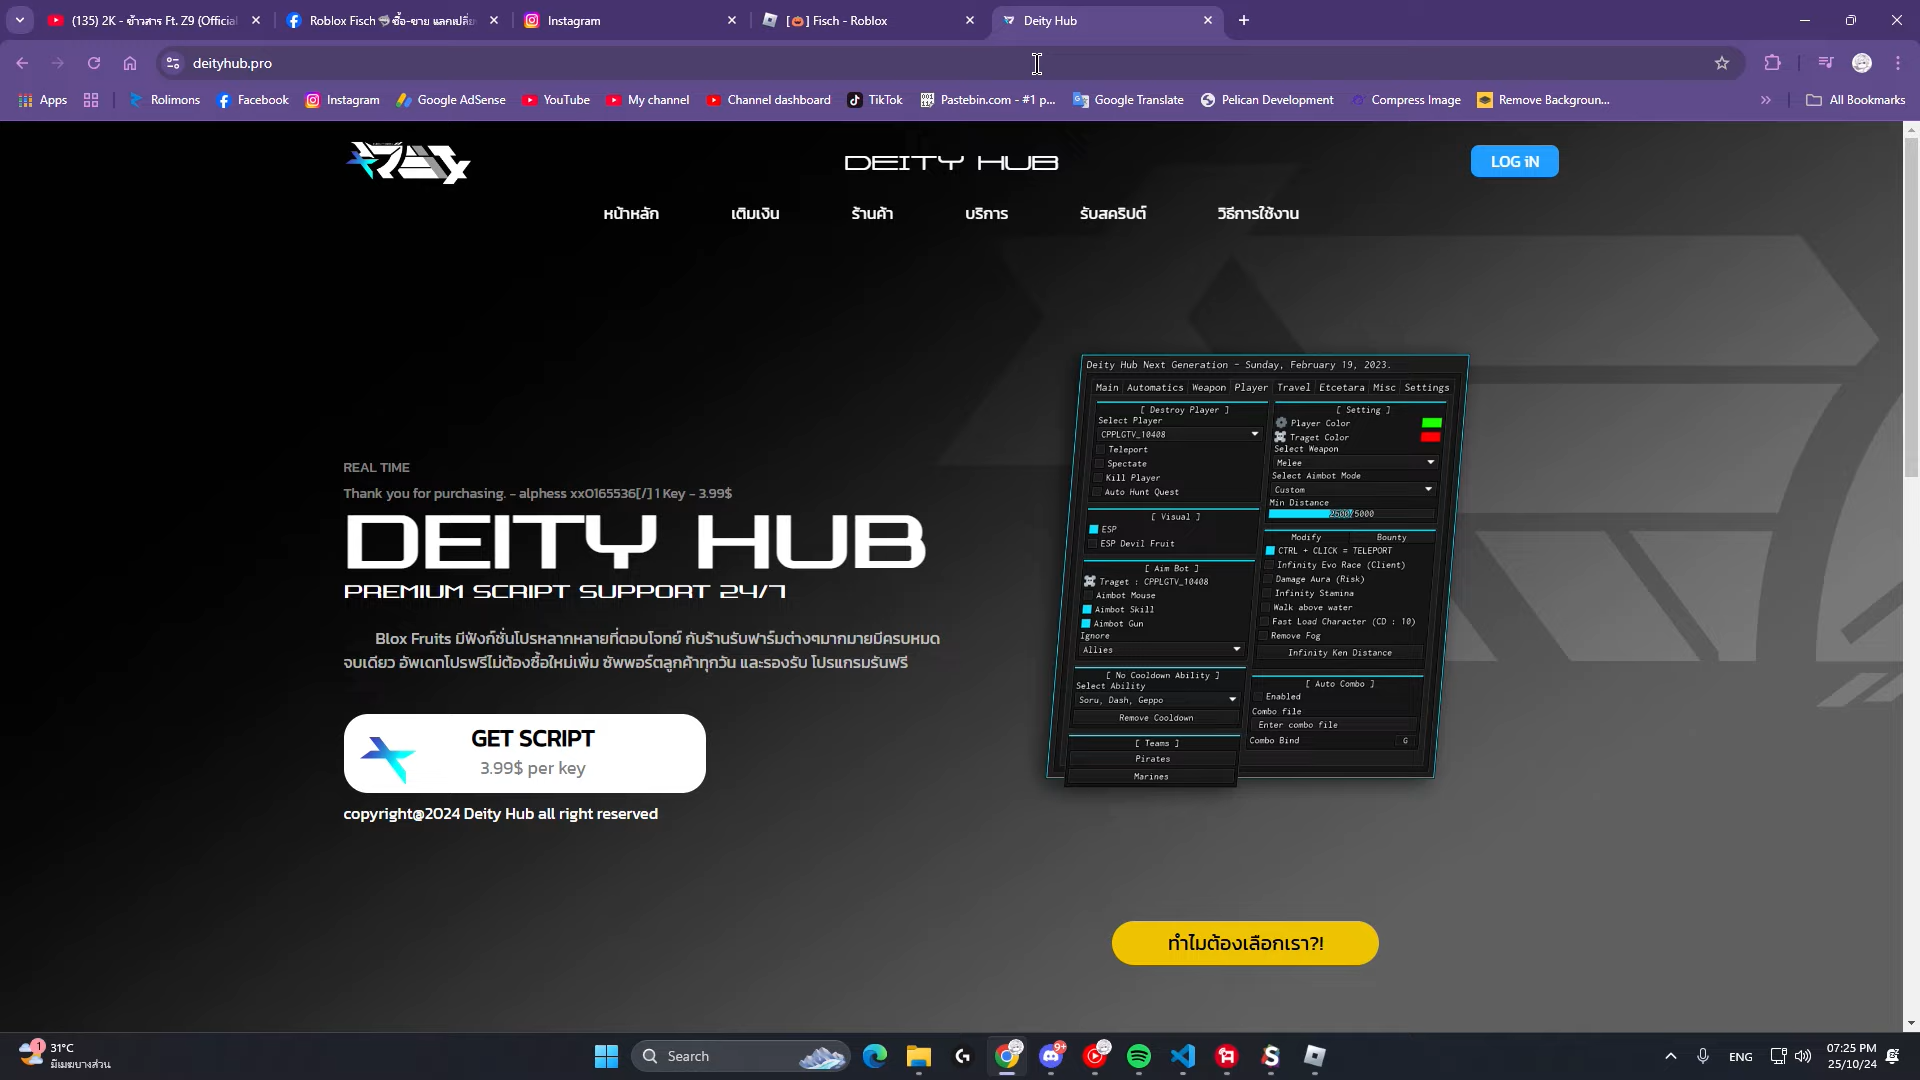 (135) 2K - ข้าวสาร Ft. Z9 (Official
Roblox Fisch 🦈ซื้อ-ขาย แลกเปลี่ย
Instagram
[🎃] Fisch - Roblox
Deity Hub
deityhub.pro
Apps
Rolimons
Facebook
Instagram
Google AdSense
YouTube
My channel
Channel dashboard
TikTok
Pastebin.com - #1 p...
Google Translate
Pelican Development
Compress Image
Remove Backgroun...
All Bookmarks
DEITY HUB
LOG iN
หน้าหลัก
เติมเงิน
ร้านค้า
บริการ
รับสคริปต์
วิธีการใช้งาน
REAL TIME
Thank you for purchasing. - alphess xx0165536[/] 1 Key - 3.99$
DEITY HUB
PREMIUM SCRIPT SUPPORT 24/7
Blox Fruits มีฟังก์ชั่นโปรหลากหลายที่ตอบโจทย์ กับร้านรับฟาร์มต่างๆมากมายมีครบหมด
จบเดียว อัพเดทโปรฟรีไม่ต้องซื้อใหม่เพิ่ม ซัพพอร์ตลูกค้าทุกวัน และรองรับ โปรแกรมรันฟรี
GET SCRIPT
3.99$ per key
copyright@2024 Deity Hub all right reserved
Deity Hub Next Generation - Sunday, February 19, 2023.
Main Automatics Weapon Player Travel Etcetara Misc Settings
[ Destroy Player ]
Select Player
CPPLGTV_10408
Teleport
Spectate
Kill Player
Auto Hunt Quest
[ Visual ]
ESP
ESP Devil Fruit
[ Aim Bot ]
Traget : CPPLGTV_10408
Aimbot Mouse
Aimbot Skill
Aimbot Gun
Ignore
Allies
[ No Cooldown Ability ]
Select Ability
Soru, Dash, Geppo
Remove Cooldown
[ Teams ]
Pirates
Marines
[ Setting ]
Player Color
Traget Color
Select Weapon
Melee
Select Aimbot Mode
Custom
Min Distance
2500/5000
Modify Bounty
CTRL + CLICK = TELEPORT
Infinity Evo Race (Client)
Damage Aura (Risk)
Infinity Stamina
Walk above water
Fast Load Character (CD : 10)
Remove Fog
Infinity Ken Distance
[ Auto Combo ]
Enabled
Combo file
Enter combo file
Combo Bind G
ทำไมต้องเลือกเรา?!
1
31°C
มีเมฆบางส่วน
Search
9+
ENG
07:25 PM
25/10/24